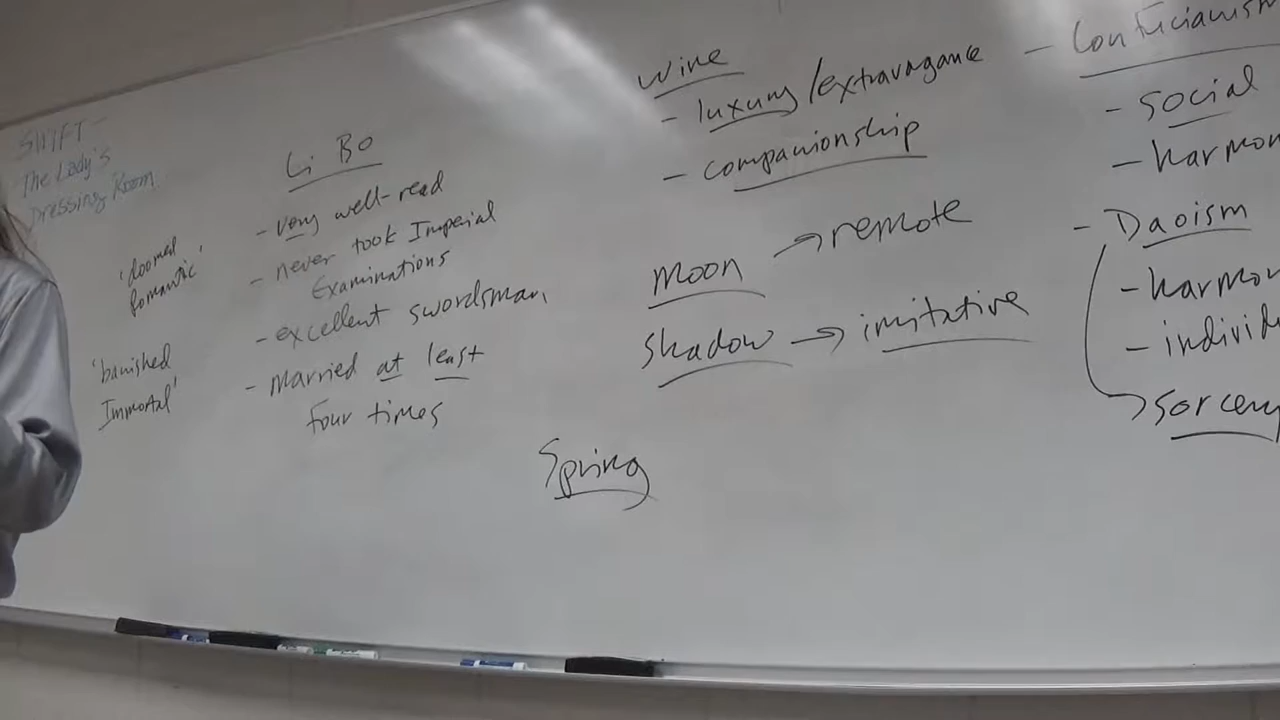 SWIFT -
The Lady's
Dressing Room
'doomed
Romantic'
'banished
Immortal'
Li Bo
- very well-read
- never took Imperial
Examinations
- excellent swordsman
- Married at least
four times
Wine
- luxury/extravagance
- companionship
moon → remote
shadow → imitative
Spring
- Confucianism
- social
- harmon
- Daoism
- harmon
- individ
→ sorcery